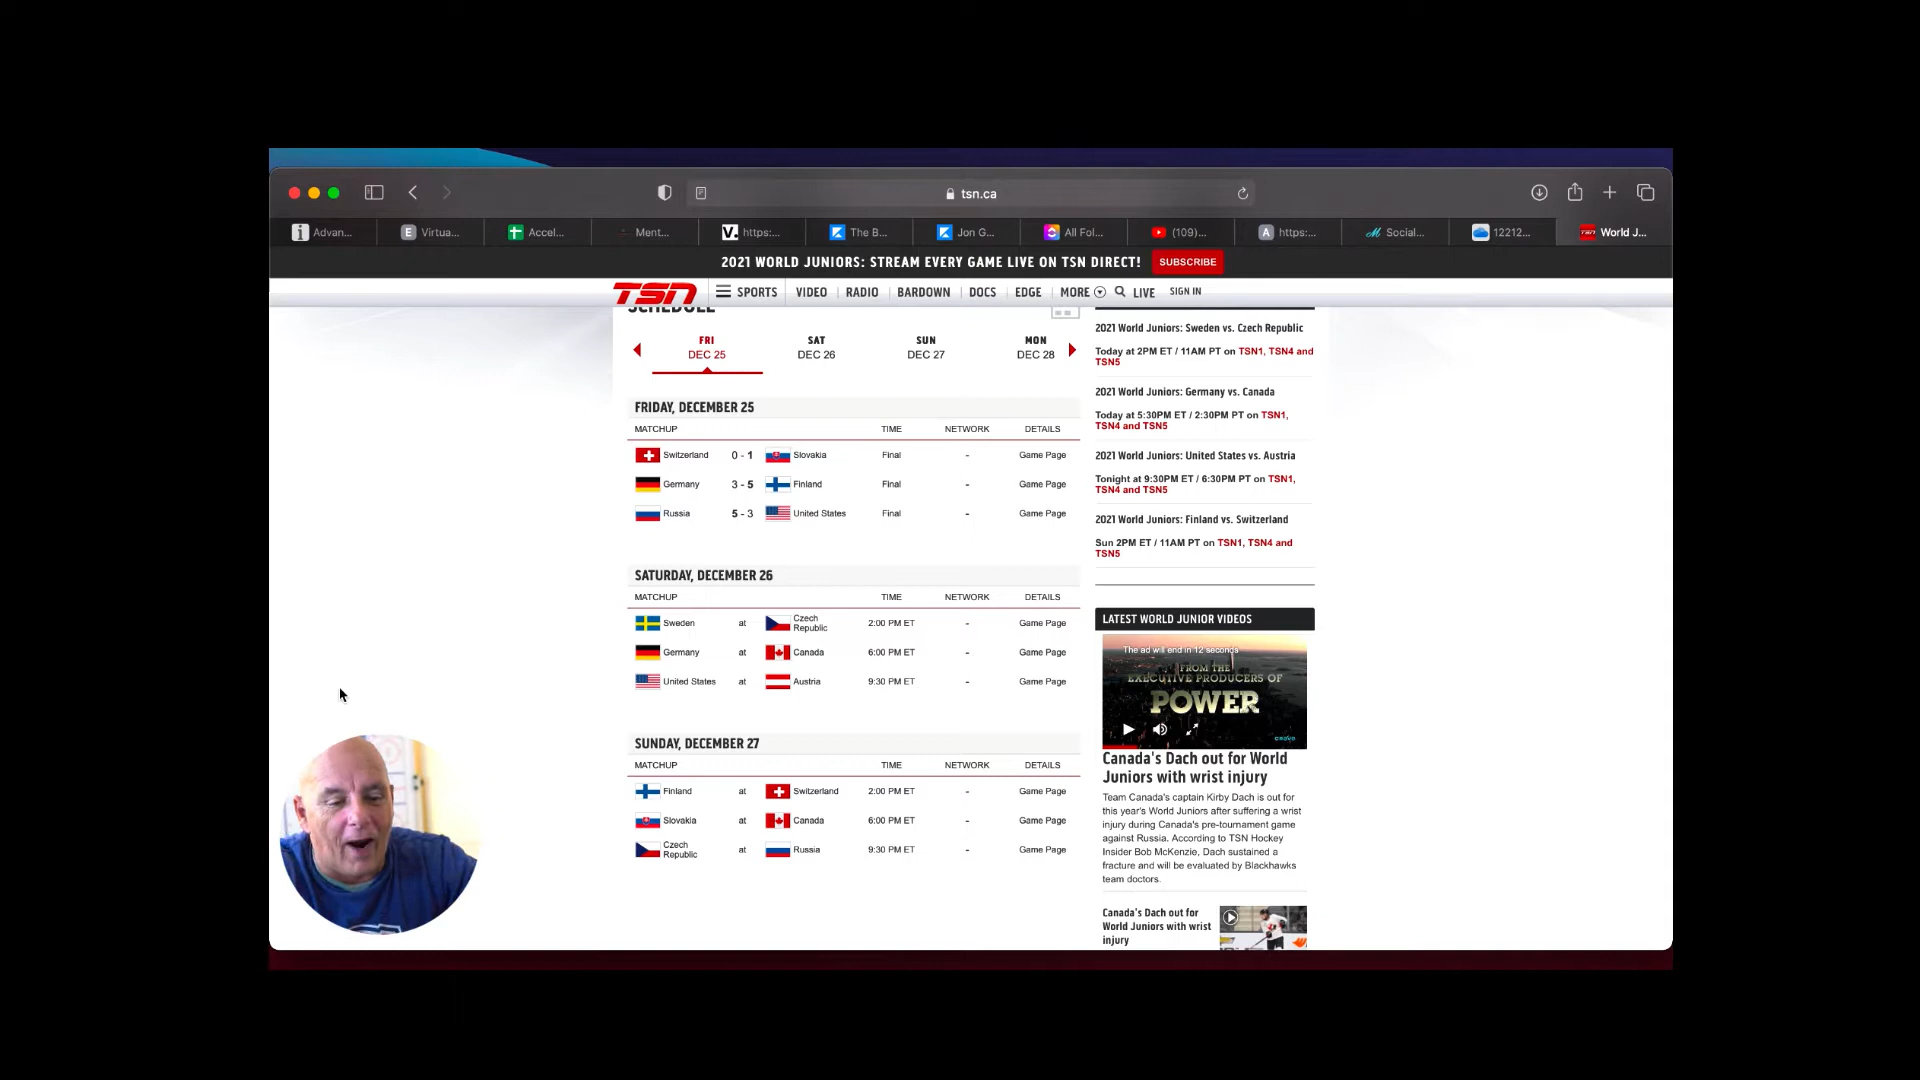 tsn.ca
Advan...
Virtua...
Accel...
Ment...
https:...
The B...
Jon G...
All Fol...
(109)...
https:...
Social...
12212...
World J...
2021 WORLD JUNIORS: STREAM EVERY GAME LIVE ON TSN DIRECT! SUBSCRIBE
TSN SPORTS VIDEO RADIO BARDOWN DOCS EDGE MORE LIVE SIGN IN
SCHEDULE
FRI SAT SUN MON
DEC 25 DEC 26 DEC 27 DEC 28
FRIDAY, DECEMBER 25
MATCHUP TIME NETWORK DETAILS
Switzerland 0 - 1 Slovakia Final - Game Page
Germany 3 - 5 Finland Final - Game Page
Russia 5 - 3 United States Final - Game Page
SATURDAY, DECEMBER 26
MATCHUP TIME NETWORK DETAILS
Sweden at Czech Republic 2:00 PM ET - Game Page
Germany at Canada 6:00 PM ET - Game Page
United States at Austria 9:30 PM ET - Game Page
SUNDAY, DECEMBER 27
MATCHUP TIME NETWORK DETAILS
Finland at Switzerland 2:00 PM ET - Game Page
Slovakia at Canada 6:00 PM ET - Game Page
Czech Republic at Russia 9:30 PM ET - Game Page
2021 World Juniors: Sweden vs. Czech Republic
Today at 2PM ET / 11AM PT on TSN1, TSN4 and
TSN5
2021 World Juniors: Germany vs. Canada
Today at 5:30PM ET / 2:30PM PT on TSN1,
TSN4 and TSN5
2021 World Juniors: United States vs. Austria
Tonight at 9:30PM ET / 6:30PM PT on TSN1,
TSN4 and TSN5
2021 World Juniors: Finland vs. Switzerland
Sun 2PM ET / 11AM PT on TSN1, TSN4 and
TSN5
LATEST WORLD JUNIOR VIDEOS
The ad will end in 12 seconds
FROM THE
EXECUTIVE PRODUCERS OF
POWER
crave
Canada's Dach out for World
Juniors with wrist injury
Team Canada's captain Kirby Dach is out for
this year's World Juniors after suffering a wrist
injury during Canada's pre-tournament game
against Russia. According to TSN Hockey
Insider Bob McKenzie, Dach sustained a
fracture and will be evaluated by Blackhawks
team doctors.
Canada's Dach out for
World Juniors with wrist
injury